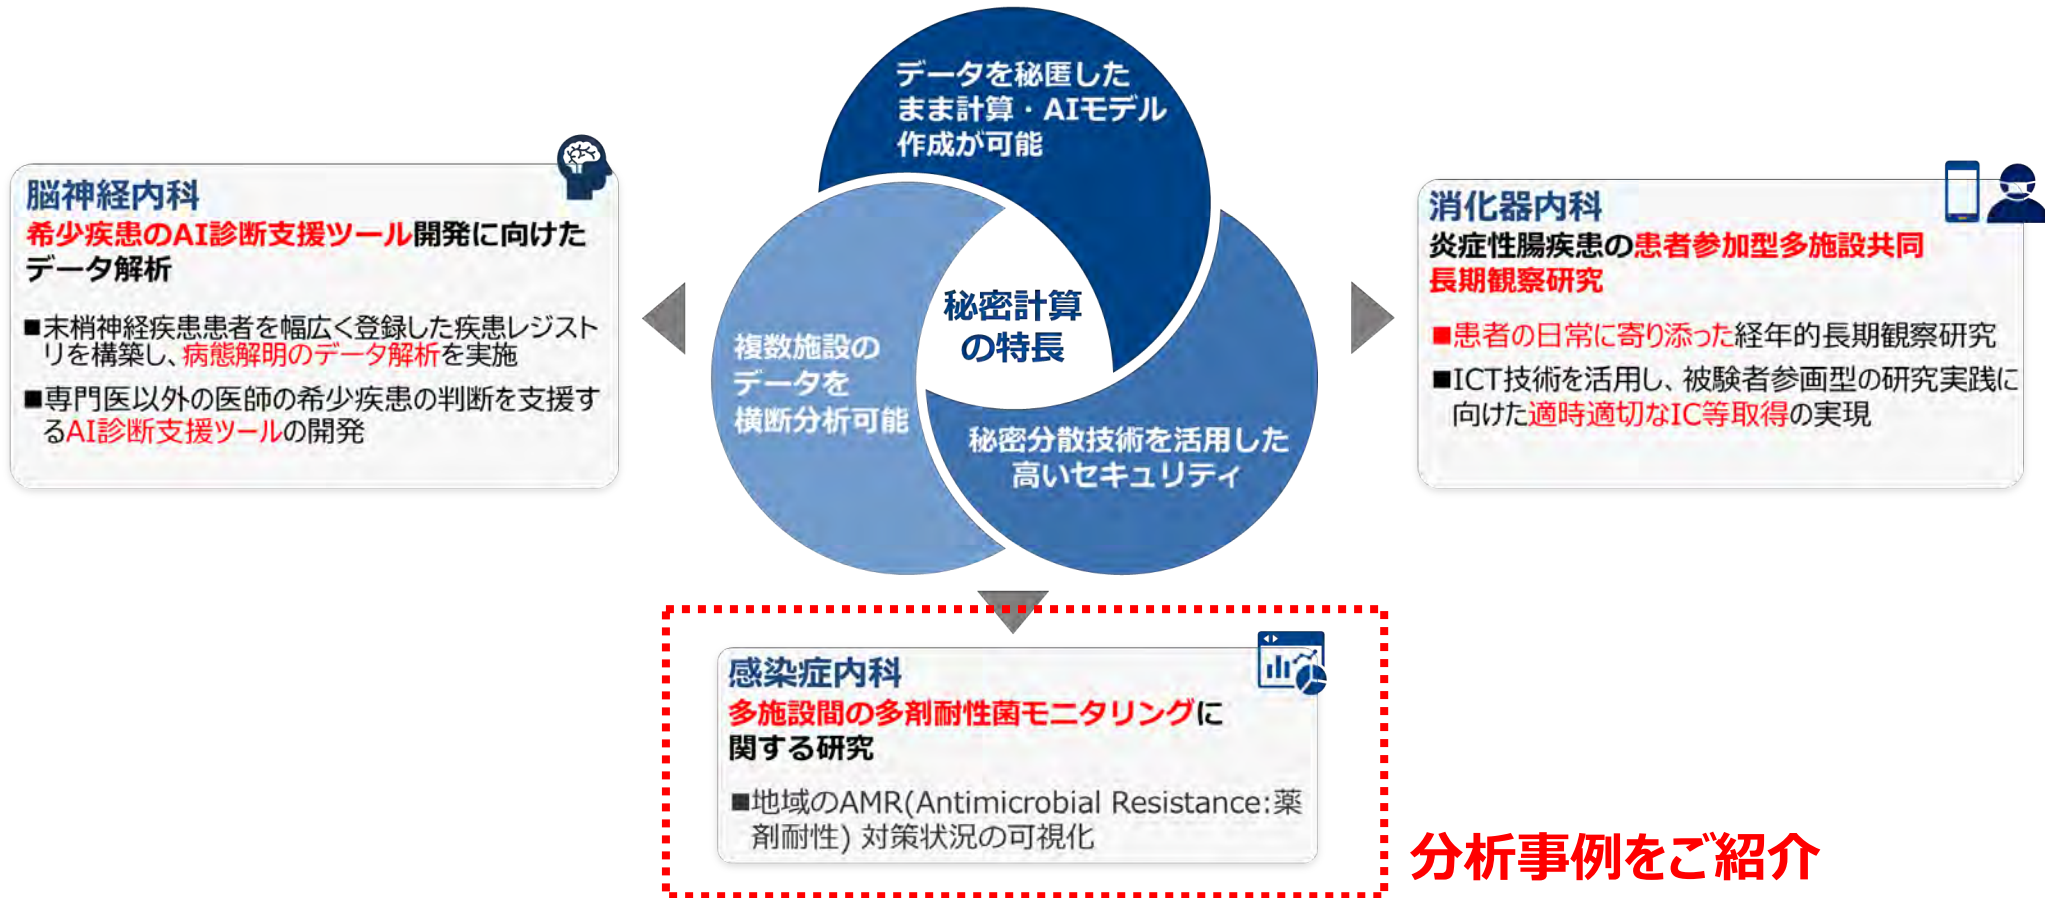 データを秘匿した
まま計算・AIモデル
作成が可能
脳神経内科
希少疾患のAI診断支援ツール開発に向けた
データ解析
■末梢神経疾患患者を幅広く登録した疾患レジスト
リを構築し、病態解明のデータ解析を実施
■専門医以外の医師の希少疾患の判断を支援す
るAI診断支援ツールの開発
秘密計算
の特長
複数施設の
データを
横断分析可能
秘密分散技術を活用した
高いセキュリティ
消化器内科
炎症性腸疾患の患者参加型多施設共同
長期観察研究
■患者の日常に寄り添った経年的長期観察研究
■ICT技術を活用し、被験者参画型の研究実践に
向けた適時適切なIC等取得の実現
感染症内科
多施設間の多剤耐性菌モニタリングに
関する研究
■地域のAMR(Antimicrobial Resistance:薬
剤耐性) 対策状況の可視化
分析事例をご紹介